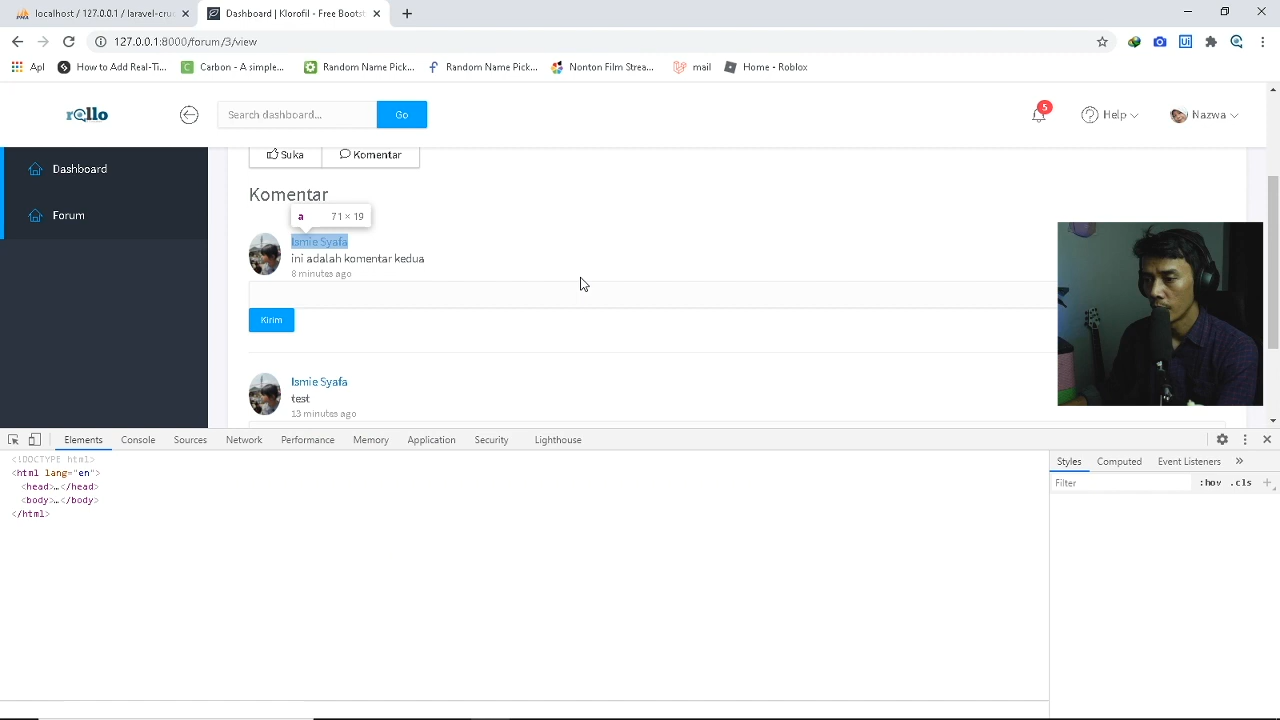 localhost / 127.0.0.1 / laravel-cru
Dashboard | Klorofil - Free Bootst
127.0.0.1:8000/forum/3/view
Apl
How to Add Real-Ti...
Carbon - A simple...
Random Name Pick...
Random Name Pick...
Nonton Film Strea...
mail
Home - Roblox
rollo
Search dashboard...
Go
5
Help
Nazwa
Dashboard
Forum
Suka
Komentar
Komentar
a 71 × 19
Ismie Syafa
ini adalah komentar kedua
8 minutes ago
Kirim
Ismie Syafa
test
13 minutes ago
Elements
Console
Sources
Network
Performance
Memory
Application
Security
Lighthouse
<!DOCTYPE html>
<html lang="en">
<head>…</head>
<body>…</body>
</html>
Styles
Computed
Event Listeners
Filter
:hov
.cls